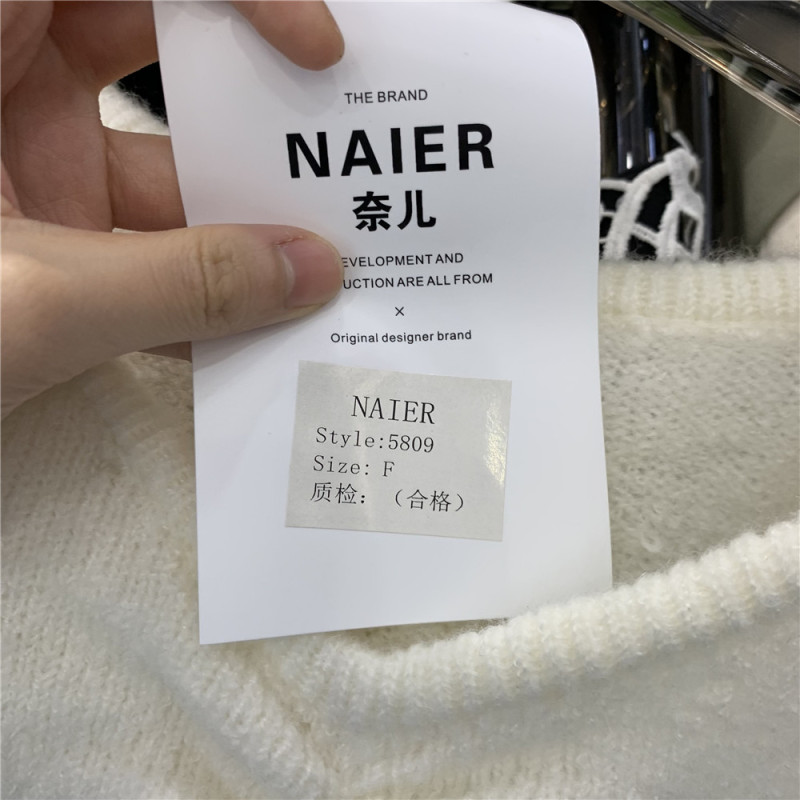 THE BRAND
NAIER
奈儿
EVELOPMENT AND
UCTION ARE ALL FROM
×
Original designer brand
NAIER
Style:5809
Size: F
质检：（合格）